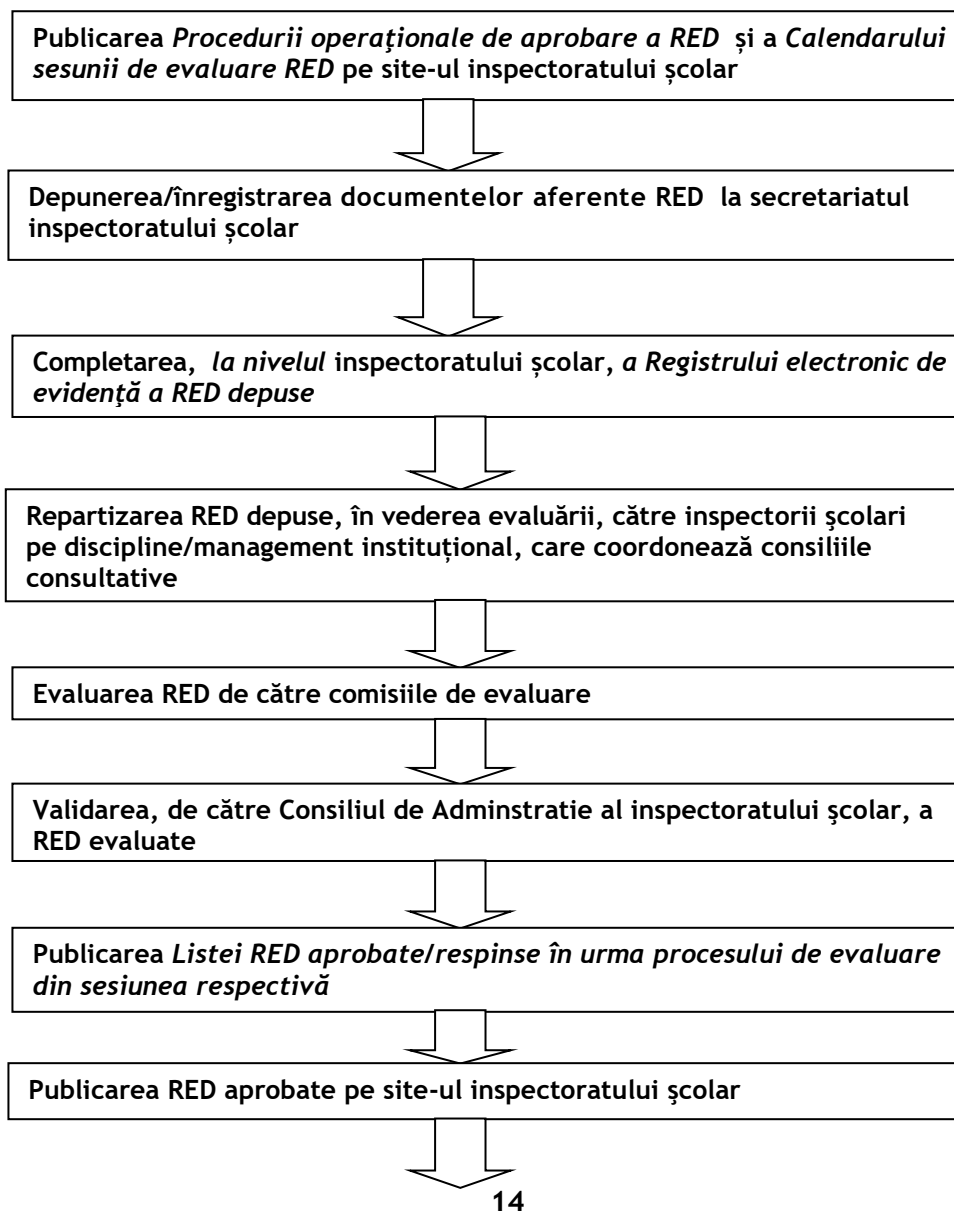 Publicarea Procedurii operaţionale de aprobare a RED și a Calendarului
sesunii de evaluare RED pe site-ul inspectoratului școlar
Depunerea/înregistrarea documentelor aferente RED la secretariatul
inspectoratului școlar
Completarea, la nivelul inspectoratului școlar, a Registrului electronic de
evidență a RED depuse
Repartizarea RED depuse, în vederea evaluării, către inspectorii şcolari
pe discipline/management instituțional, care coordonează consiliile
consultative
Evaluarea RED de către comisiile de evaluare
Validarea, de către Consiliul de Adminstratie al inspectoratului şcolar, a
RED evaluate
Publicarea Listei RED aprobate/respinse în urma procesului de evaluare
din sesiunea respectivă
Publicarea RED aprobate pe site-ul inspectoratului şcolar
14